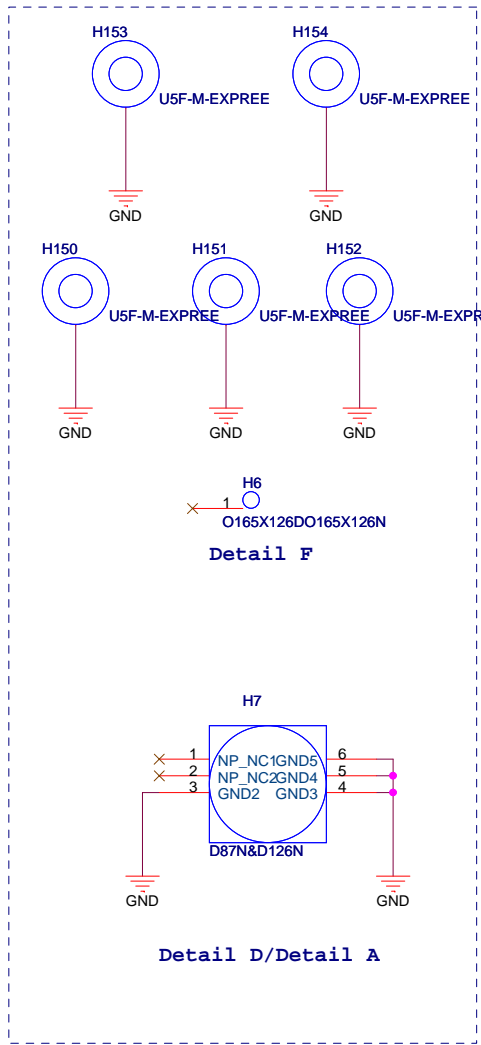 H153 H154
U5F-M-EXPREE U5F-M-EXPREE
GND GND
H150 H151 H152
U5F-M-EXPREE U5F-M-EXPREE U5F-M-EXPR
GND GND GND
H6
1
O165X126DO165X126N
Detail F
H7
1 NP_NC1 GND5 6
2 NP_NC2 GND4 5
3 GND2 GND3 4
D87N&D126N
GND GND
Detail D/Detail A